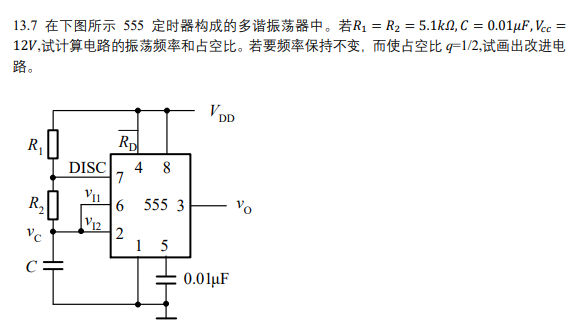 13.7 在下图所示 555 定时器构成的多谐振荡器中。若R₁ = R₂ = 5.1kΩ, C = 0.01μF, Vcc =
12V,试计算电路的振荡频率和占空比。若要频率保持不变，而使占空比 q=1/2,试画出改进电
路。
V_DD
R₁
R̅_D̅
DISC
4 8
7
v_I1
R₂
6 555 3
v_O
v_I2
v_C
2
1 5
C
0.01μF